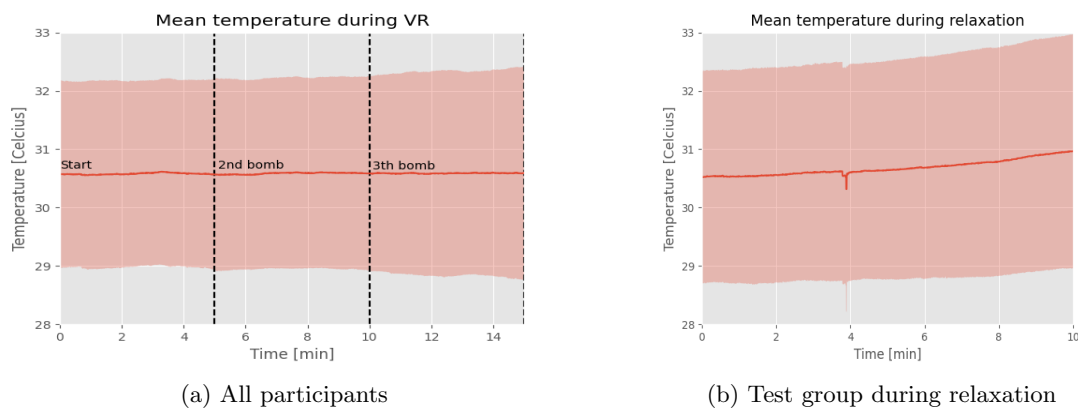 Mean temperature during VR
33
32
31
30
29
28
Temperature [Celcius]
Start
2nd bomb
3th bomb
0 2 4 6 8 10 12 14
Time [min]
(a) All participants
Mean temperature during relaxation
33
32
31
30
29
28
Temperature [Celcius]
0 2 4 6 8 10
Time [min]
(b) Test group during relaxation